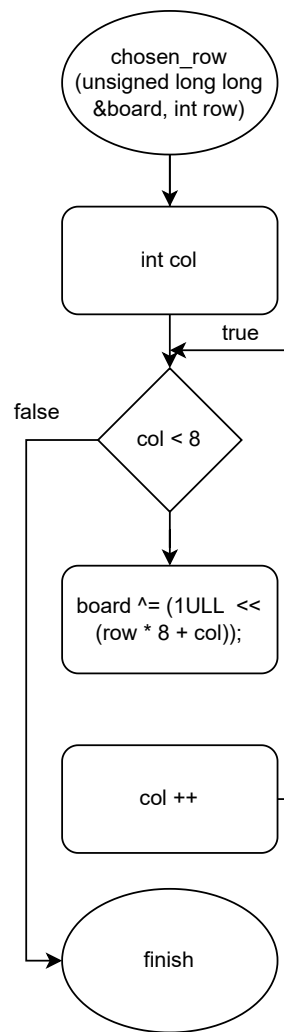 chosen_row
(unsigned long long
&board, int row)
int col
true
false
col < 8
board ^= (1ULL <<
(row * 8 + col));
col ++
finish